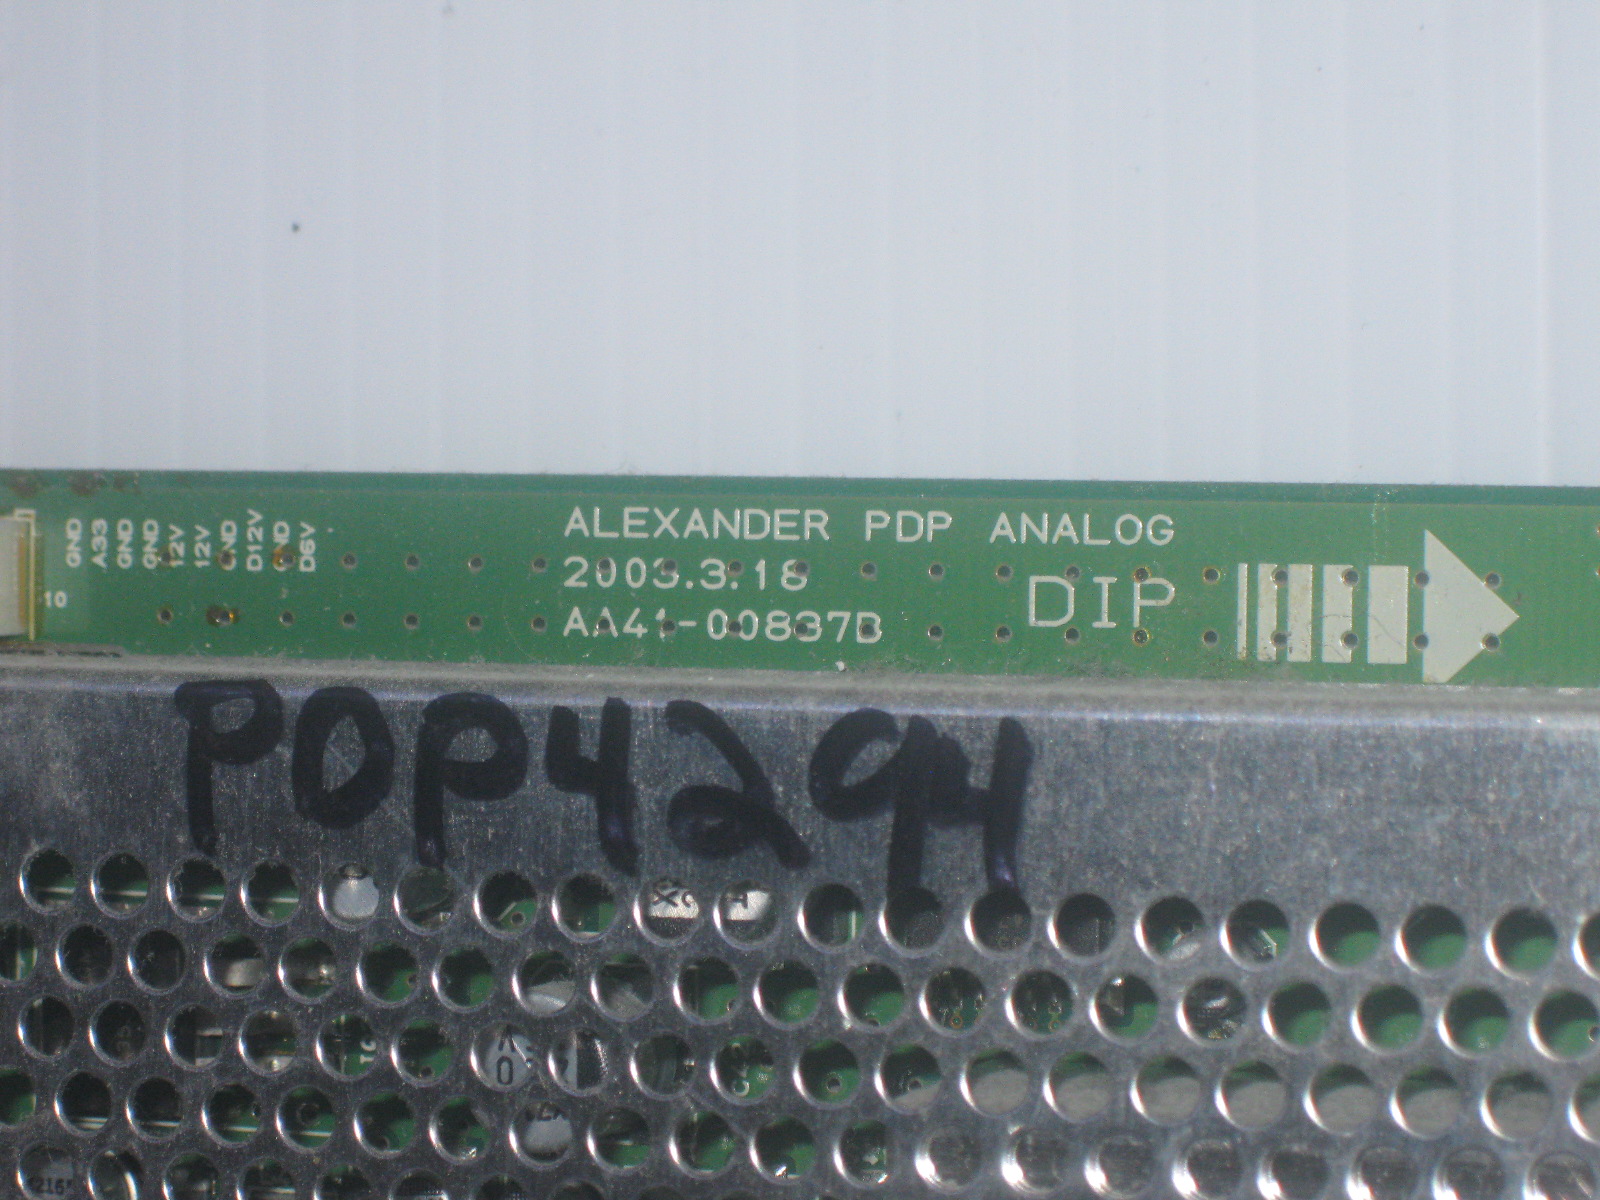 GND
A33
GND
GND
12V
12V
GND
D12V
GND
D6V
10
ALEXANDER PDP ANALOG
2003.3.18
AA41-00837B
DIP
PDP4294